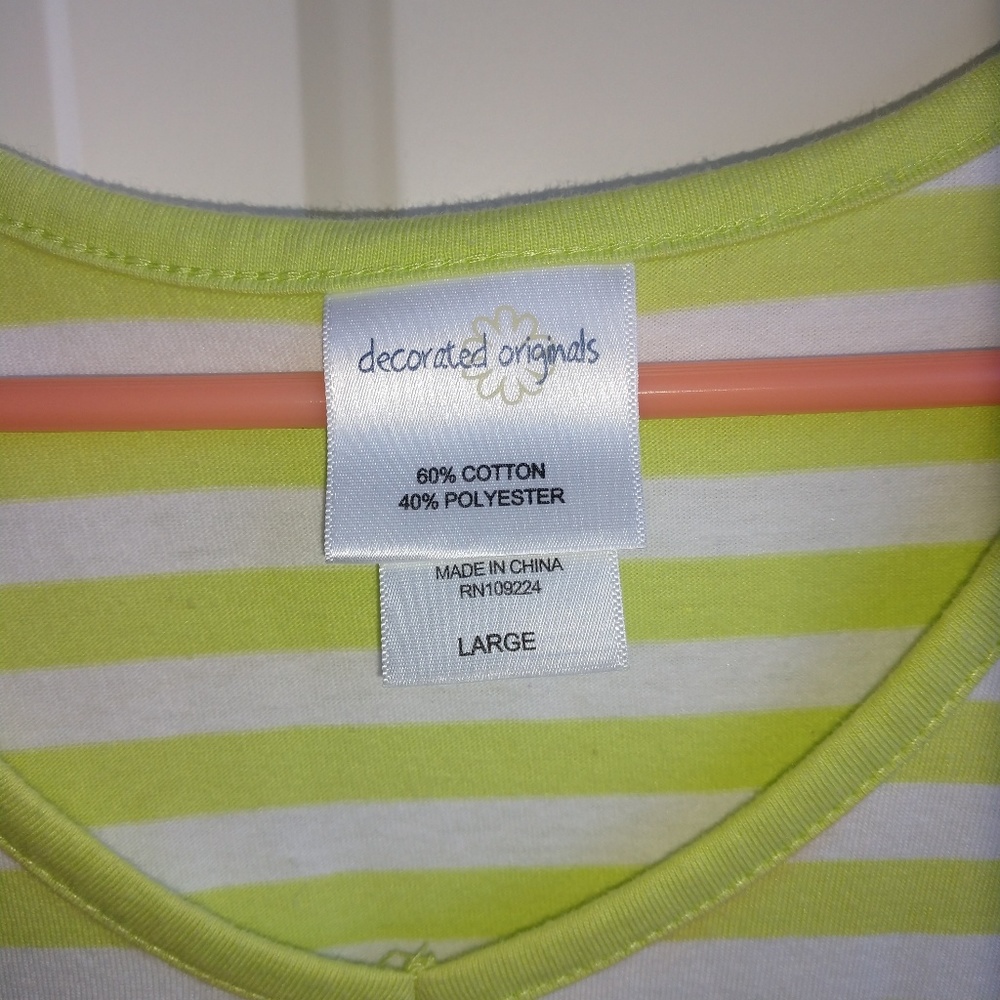 decorated originals
60% COTTON
40% POLYESTER
MADE IN CHINA
RN109224
LARGE